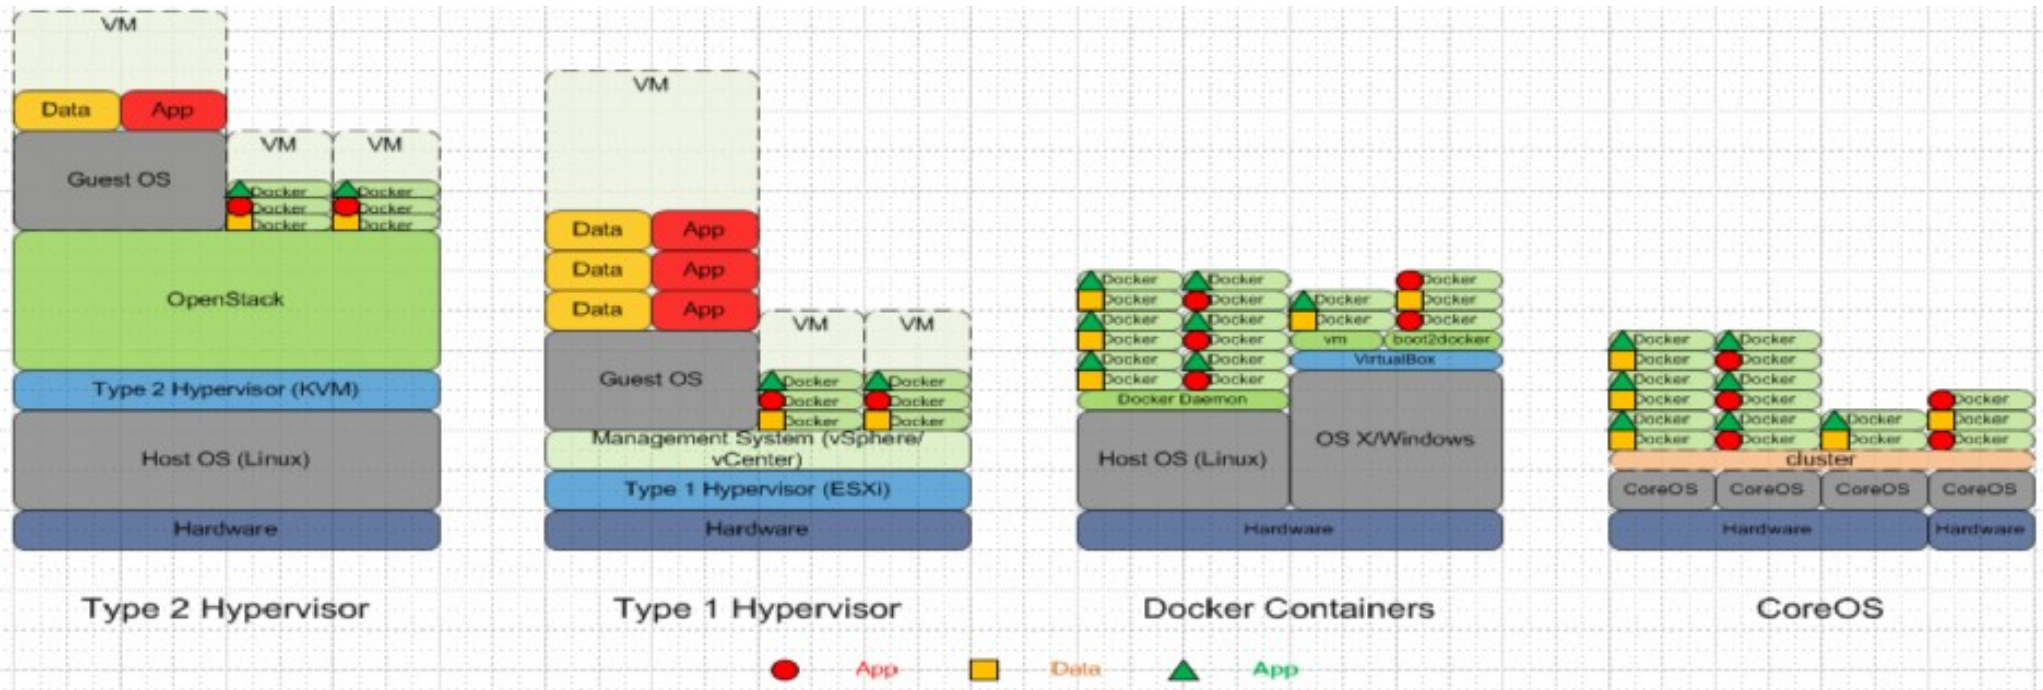 VM
Data App
VM VM
Guest OS
Docker Docker
Docker Docker
Docker Docker
OpenStack
Type 2 Hypervisor (KVM)
Host OS (Linux)
Hardware
Type 2 Hypervisor
VM
Data App
Data App
Data App
VM VM
Guest OS
Docker Docker
Docker Docker
Docker Docker
Management System (vSphere/
vCenter)
Type 1 Hypervisor (ESXi)
Hardware
Type 1 Hypervisor
Docker Docker Docker
Docker Docker Docker Docker
Docker Docker Docker Docker
Docker Docker vm boot2docker
Docker Docker VirtualBox
Docker Docker
Docker Daemon
OS X/Windows
Host OS (Linux)
Hardware
Docker Containers
Docker Docker
Docker Docker
Docker Docker
Docker Docker Docker
Docker Docker Docker Docker
Docker Docker Docker Docker
cluster
CoreOS CoreOS CoreOS CoreOS
Hardware Hardware
CoreOS
App Data App